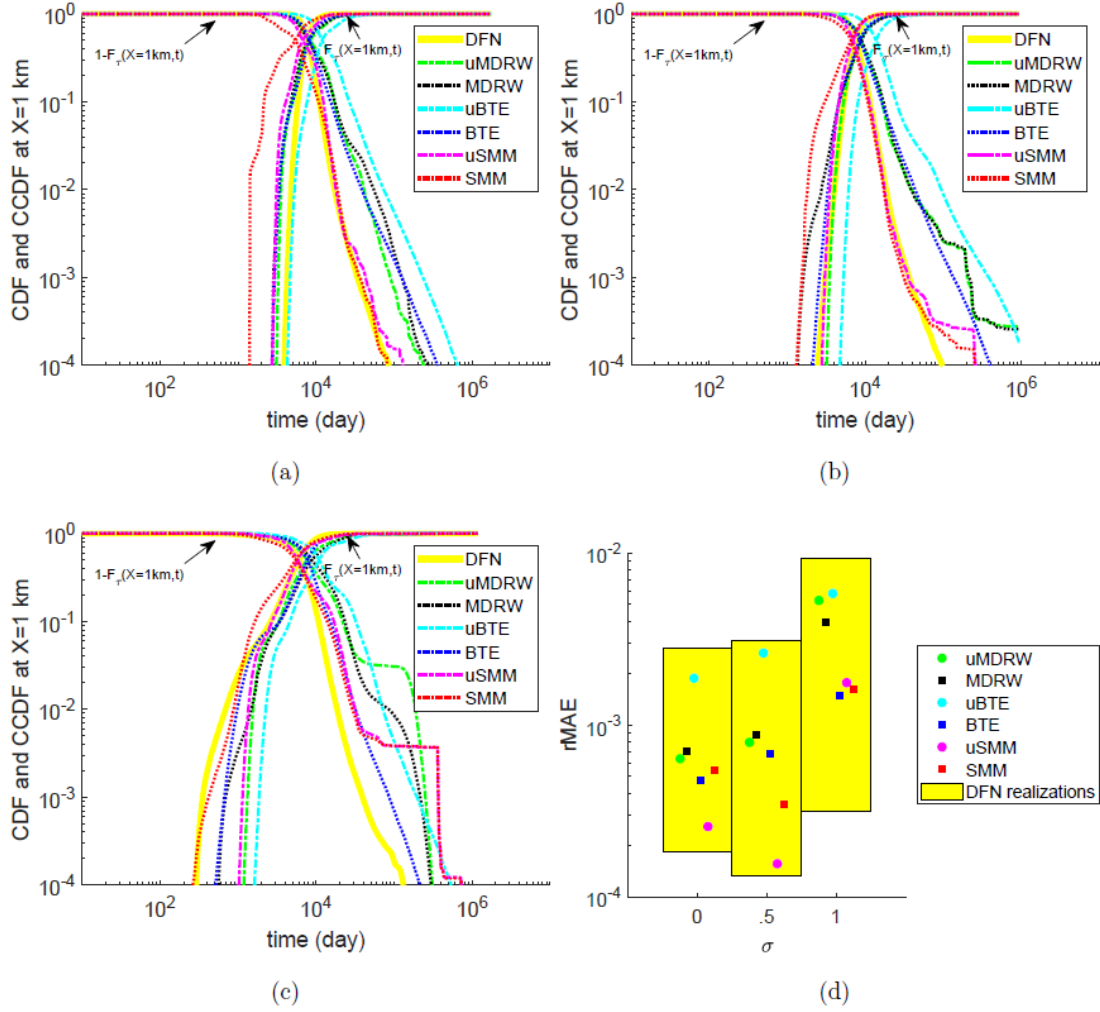 CDF and CCDF at X=1 km
10^0
10^-1
10^-2
10^-3
10^-4
1-F_τ(X=1km,t)
F_τ(X=1km,t)
DFN
uMDRW
MDRW
uBTE
BTE
uSMM
SMM
10^2
10^4
10^6
time (day)
(a)
CDF and CCDF at X=1 km
10^0
10^-1
10^-2
10^-3
10^-4
1-F_τ(X=1km,t)
F_τ(X=1km,t)
DFN
uMDRW
MDRW
uBTE
BTE
uSMM
SMM
10^2
10^4
10^6
time (day)
(b)
CDF and CCDF at X=1 km
10^0
10^-1
10^-2
10^-3
10^-4
1-F_τ(X=1km,t)
F_τ(X=1km,t)
DFN
uMDRW
MDRW
uBTE
BTE
uSMM
SMM
10^2
10^4
10^6
time (day)
(c)
rMAE
10^-2
10^-3
10^-4
0
.5
1
σ
uMDRW
MDRW
uBTE
BTE
uSMM
SMM
DFN realizations
(d)